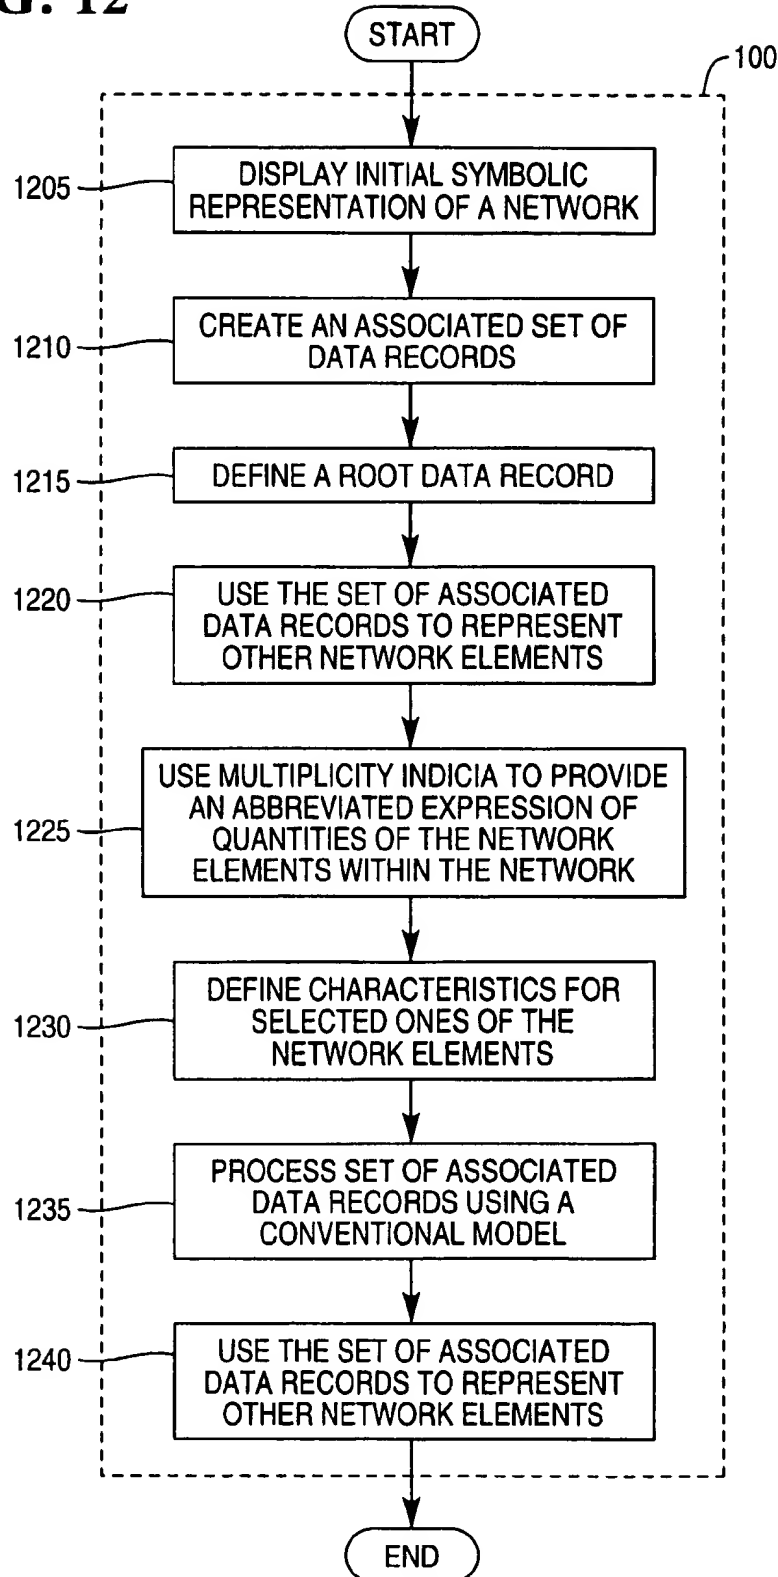 G. 12
START
100
1205
DISPLAY INITIAL SYMBOLIC
REPRESENTATION OF A NETWORK
1210
CREATE AN ASSOCIATED SET OF
DATA RECORDS
1215
DEFINE A ROOT DATA RECORD
1220
USE THE SET OF ASSOCIATED
DATA RECORDS TO REPRESENT
OTHER NETWORK ELEMENTS
1225
USE MULTIPLICITY INDICIA TO PROVIDE
AN ABBREVIATED EXPRESSION OF
QUANTITIES OF THE NETWORK
ELEMENTS WITHIN THE NETWORK
1230
DEFINE CHARACTERISTICS FOR
SELECTED ONES OF THE
NETWORK ELEMENTS
1235
PROCESS SET OF ASSOCIATED
DATA RECORDS USING A
CONVENTIONAL MODEL
1240
USE THE SET OF ASSOCIATED
DATA RECORDS TO REPRESENT
OTHER NETWORK ELEMENTS
END